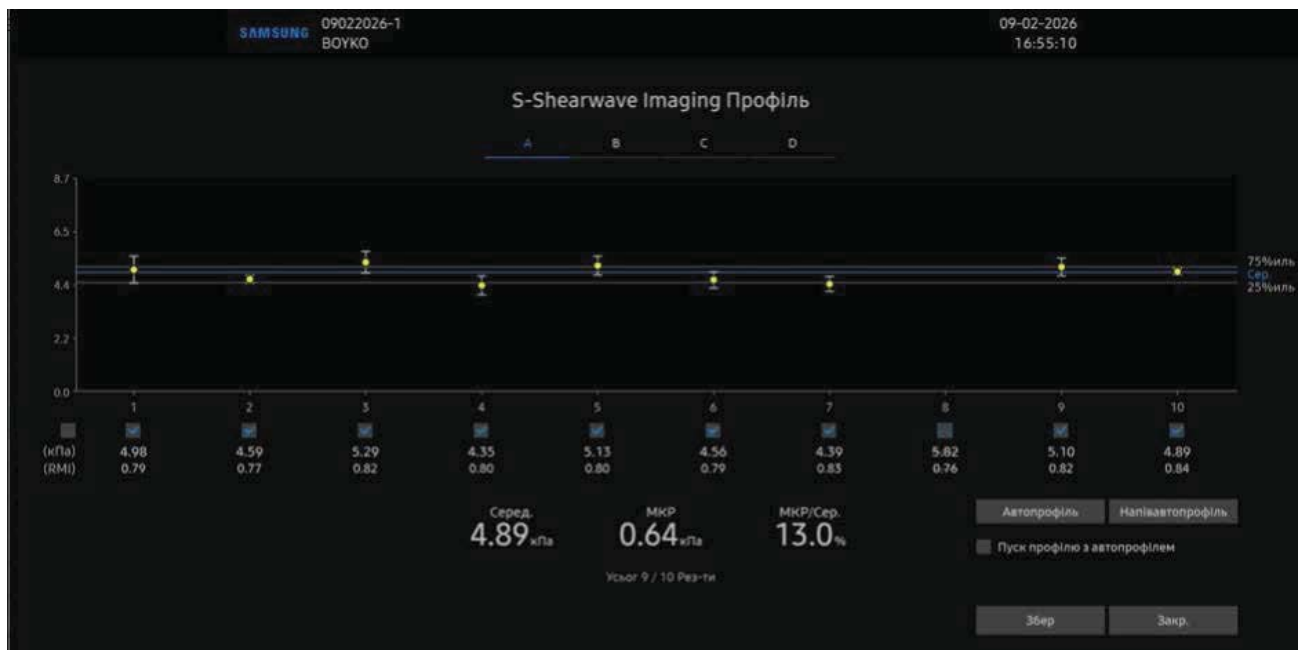 SAMSUNG
09022026-1
BOYKO
09-02-2026
16:55:10
S-Shearwave Imaging Профіль
A B C D
8.7
6.5
4.4
2.2
0.0
75%иль
Сер.
25%иль
1 2 3 4 5 6 7 8 9 10
(кПа) 4.98 4.59 5.29 4.35 5.13 4.56 4.39 5.82 5.10 4.89
(RMI) 0.79 0.77 0.82 0.80 0.80 0.79 0.83 0.76 0.82 0.84
Серед. МКР МКР/Сер.
4.89 кПа 0.64 кПа 13.0 %
Усьог 9 / 10 Рез-ти
Автопрофіль Напівавтопрофіль
Пуск профілю з автопрофілем
Збер Закр.